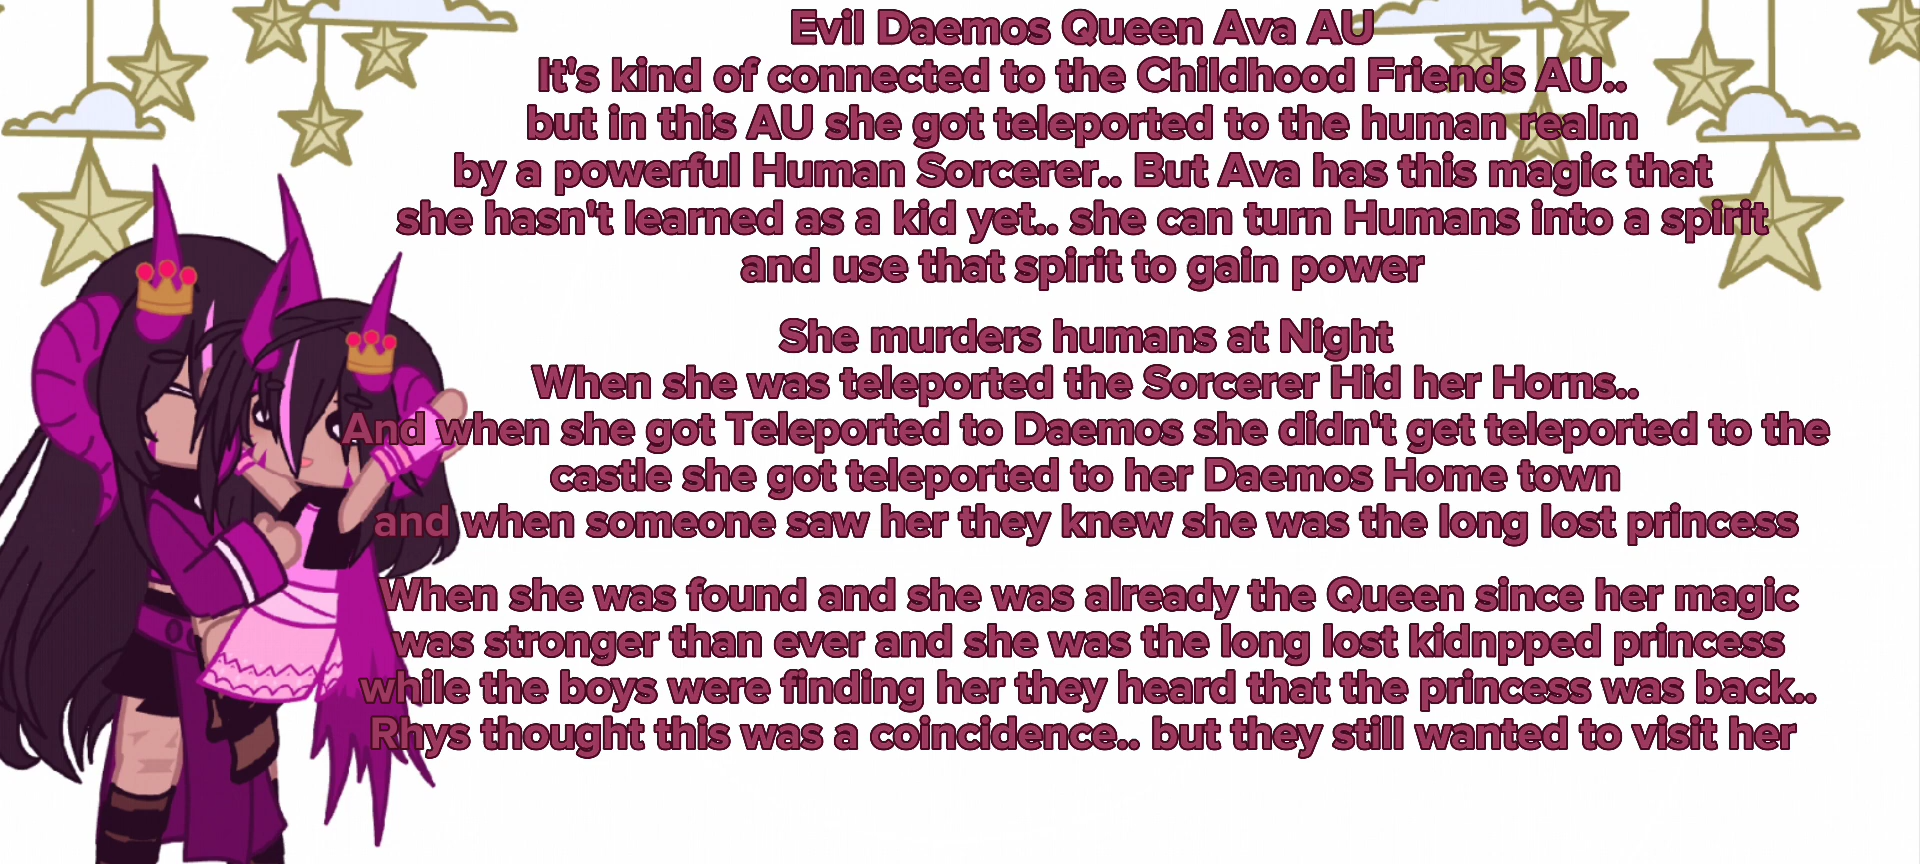 Evil Daemos Queen Ava AU
It's kind of connected to the Childhood Friends AU..
but in this AU she got teleported to the human realm
by a powerful Human Sorcerer.. But Ava has this magic that
she hasn't learned as a kid yet.. she can turn Humans into a spirit
and use that spirit to gain power
She murders humans at Night
When she was teleported the Sorcerer Hid her Horns..
And when she got Teleported to Daemos she didn't get teleported to the
castle she got teleported to her Daemos Home town
and when someone saw her they knew she was the long lost princess
When she was found and she was already the Queen since her magic
was stronger than ever and she was the long lost kidnpped princess
while the boys were finding her they heard that the princess was back..
Rhys thought this was a coincidence.. but they still wanted to visit her